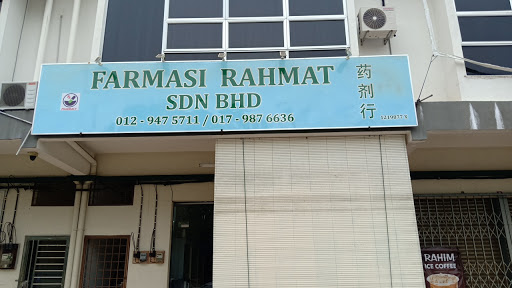 FARMASI RAHMAT
SDN BHD
012 - 947 5711 / 017 - 987 6636
药剂行
RAHIM
ICE COFFEE